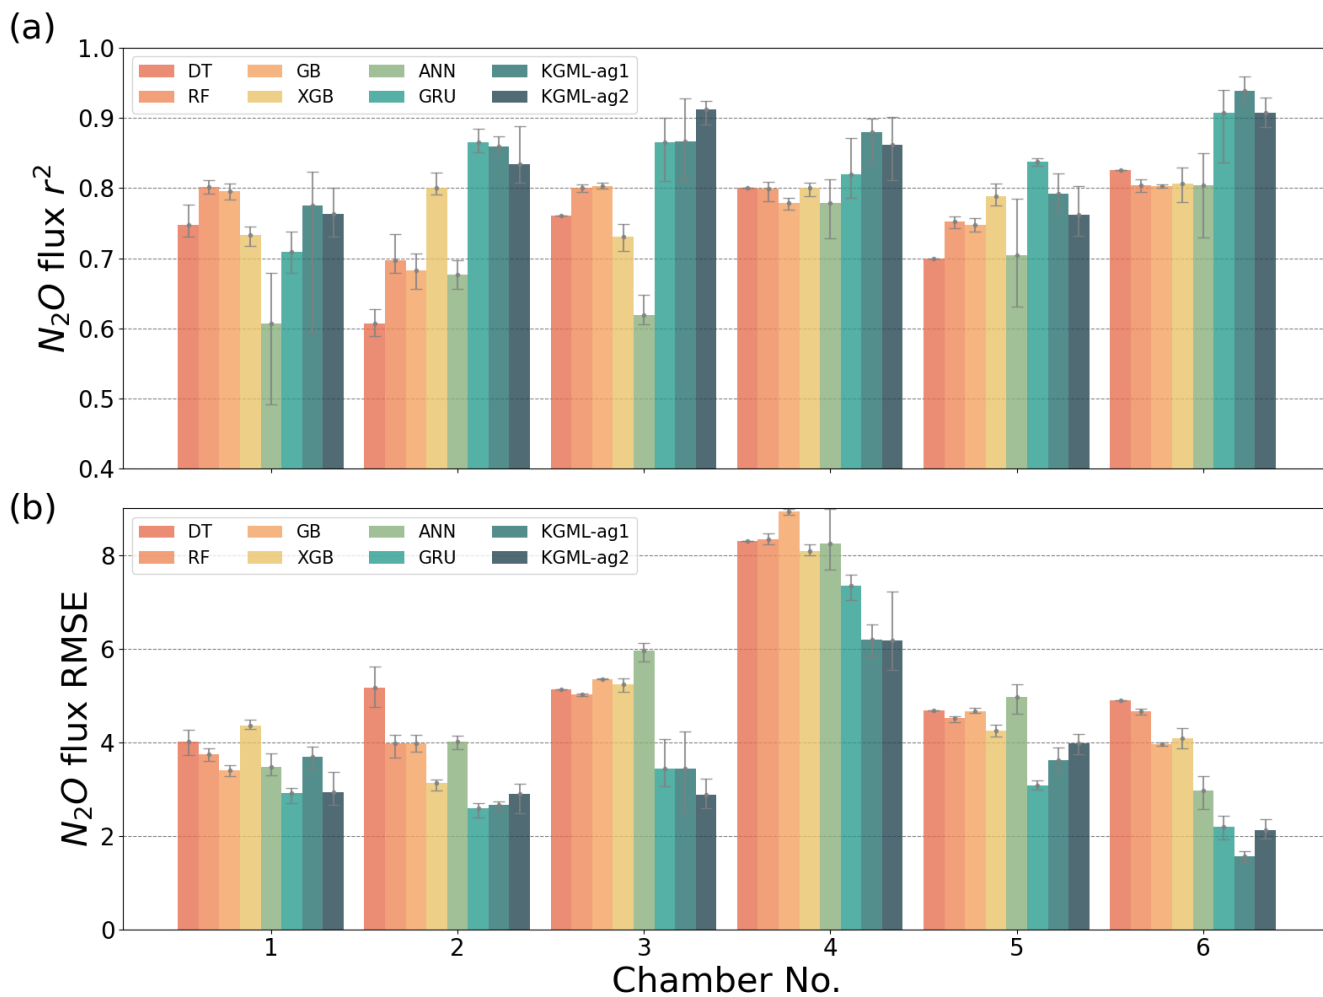 (a)
N₂O flux r²
1.0
0.9
0.8
0.7
0.6
0.5
0.4
DT GB ANN KGML-ag1
RF XGB GRU KGML-ag2
(b)
N₂O flux RMSE
8
6
4
2
0
DT GB ANN KGML-ag1
RF XGB GRU KGML-ag2
1 2 3 4 5 6
Chamber No.